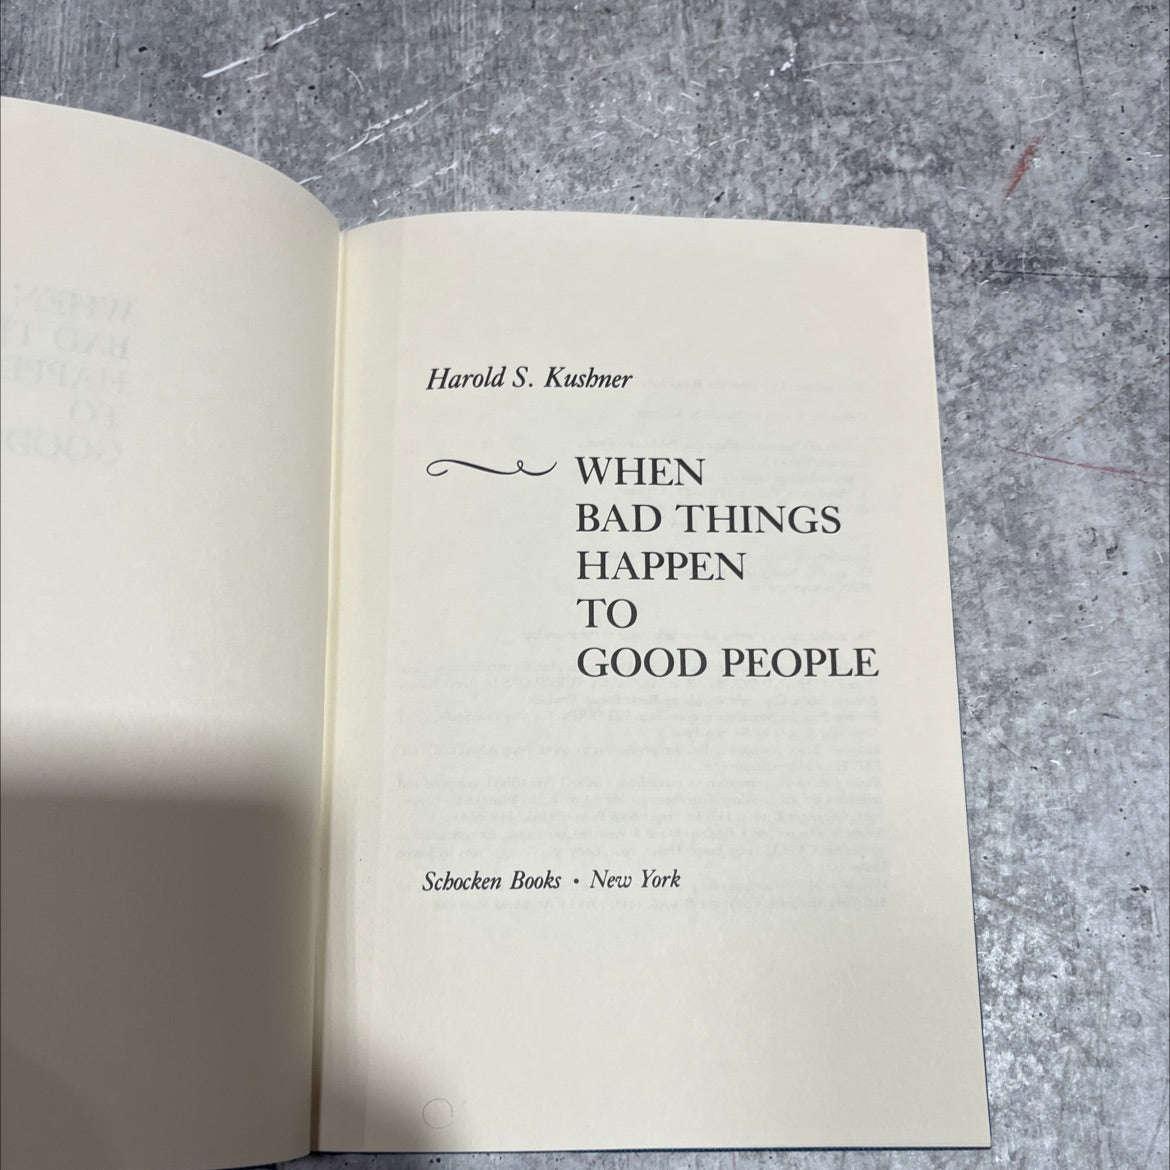 Harold S. Kushner
WHEN
BAD THINGS
HAPPEN
TO
GOOD PEOPLE
Schocken Books • New York